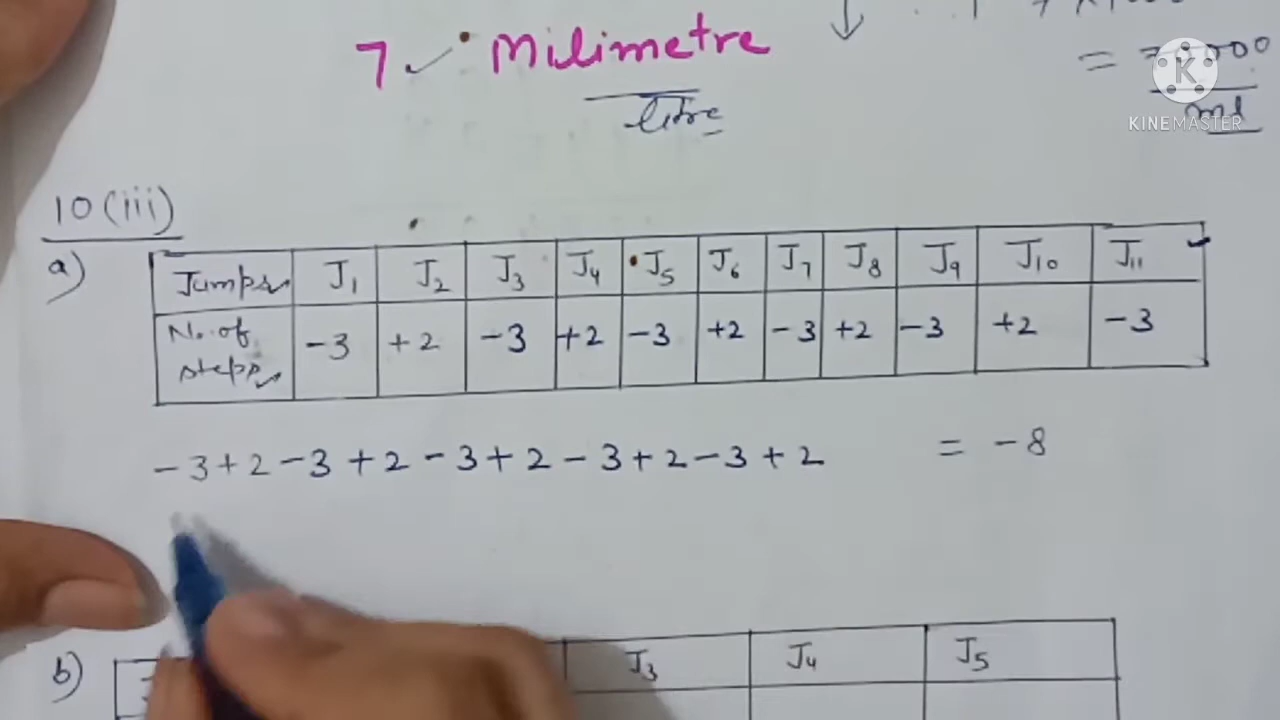 7. Milimetre
litre
=
ml
KINEMASTER
10 (iii)
a)
Jumps J1 J2 J3 J4 J5 J6 J7 J8 J9 J10 J11
No. of steps -3 +2 -3 +2 -3 +2 -3 +2 -3 +2 -3
-3+2-3+2-3+2-3+2-3+2 = -8
b)
J3 J4 J5